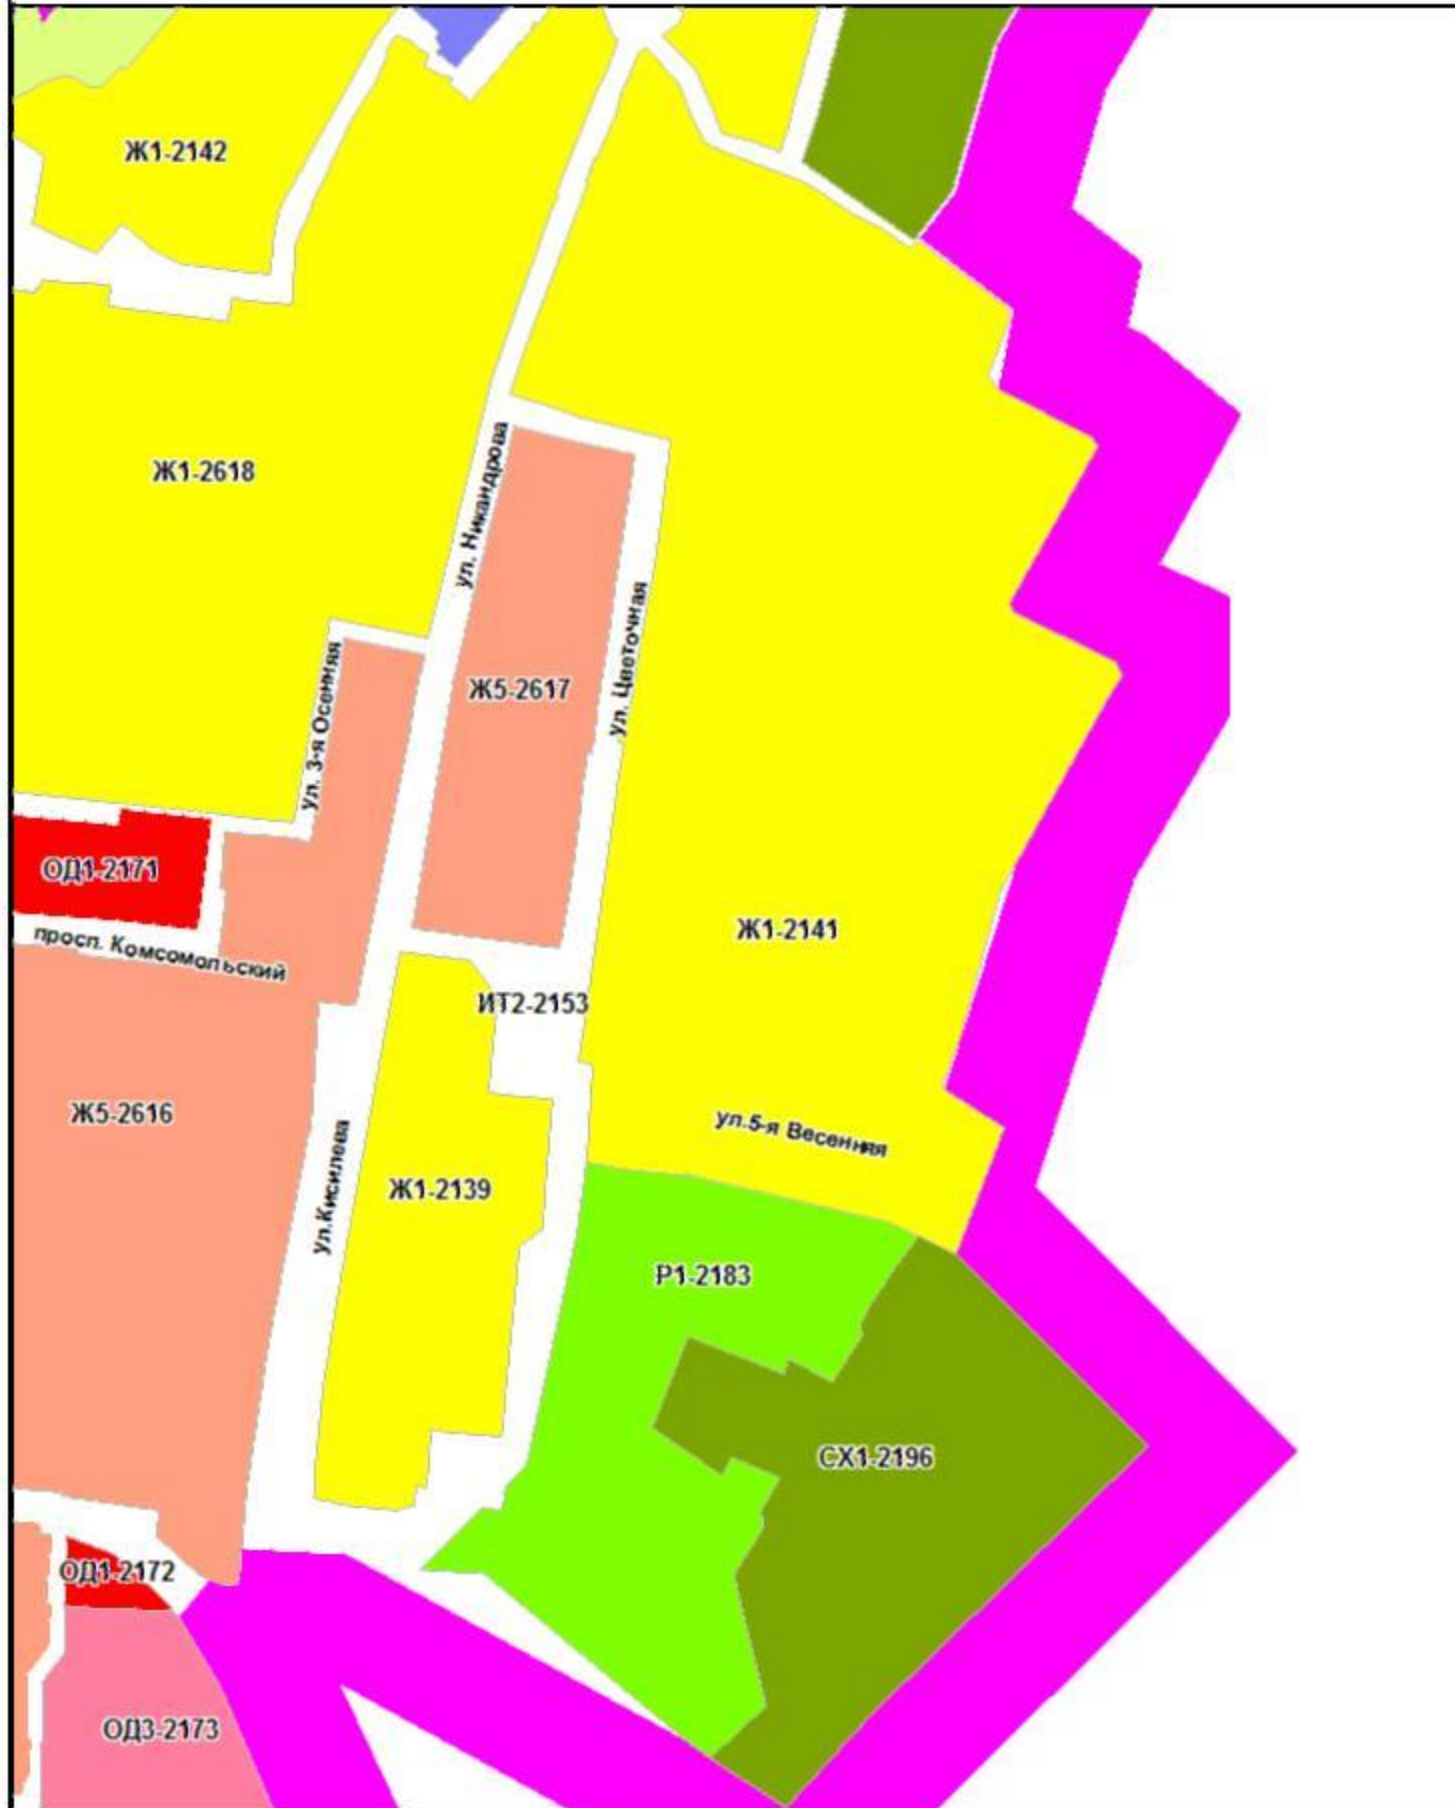 Ж1-2142
Ж1-2618
ул. Никандрова
ул. Цветочная
ул. 3-я Осенняя
Ж5-2617
ОД1-2171
просп. Комсомольский
Ж1-2141
ИТ2-2153
Ж5-2616
ул.5-я Весенняя
ул.Кисилева
Ж1-2139
Р1-2183
СХ1-2196
ОД1-2172
ОД3-2173